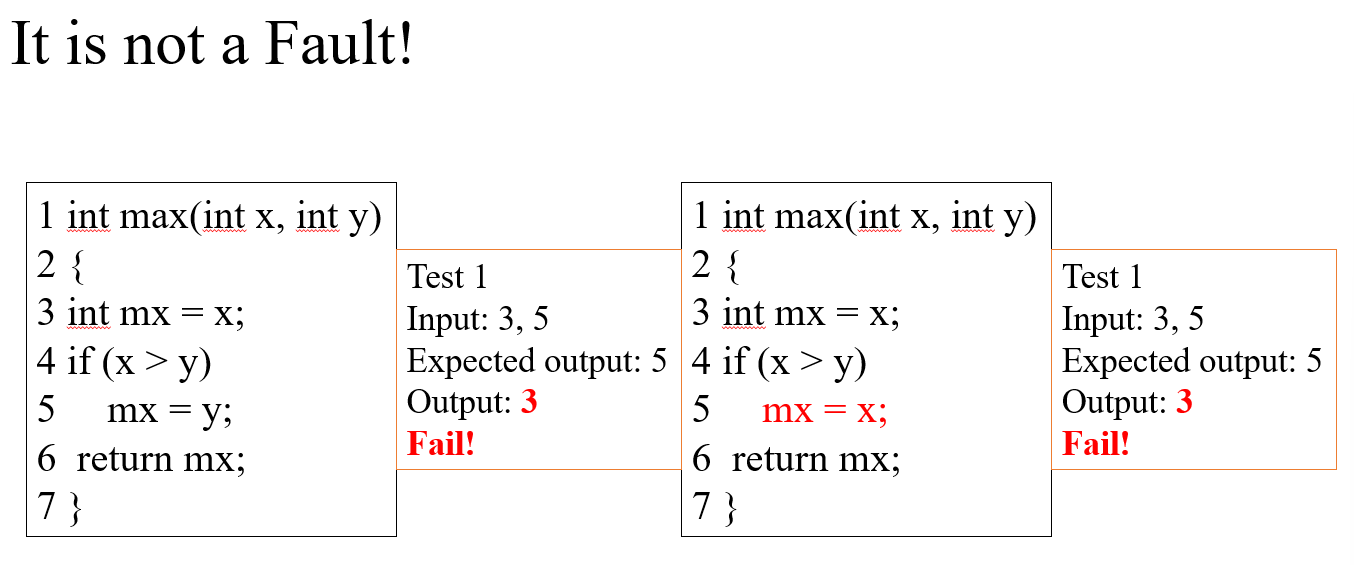 It is not a Fault!
1 int max(int x, int y)
2 {
3 int mx = x;
4 if (x > y)
5 mx = y;
6 return mx;
7 }
Test 1
Input: 3, 5
Expected output: 5
Output: 3
Fail!
1 int max(int x, int y)
2 {
3 int mx = x;
4 if (x > y)
5 mx = x;
6 return mx;
7 }
Test 1
Input: 3, 5
Expected output: 5
Output: 3
Fail!